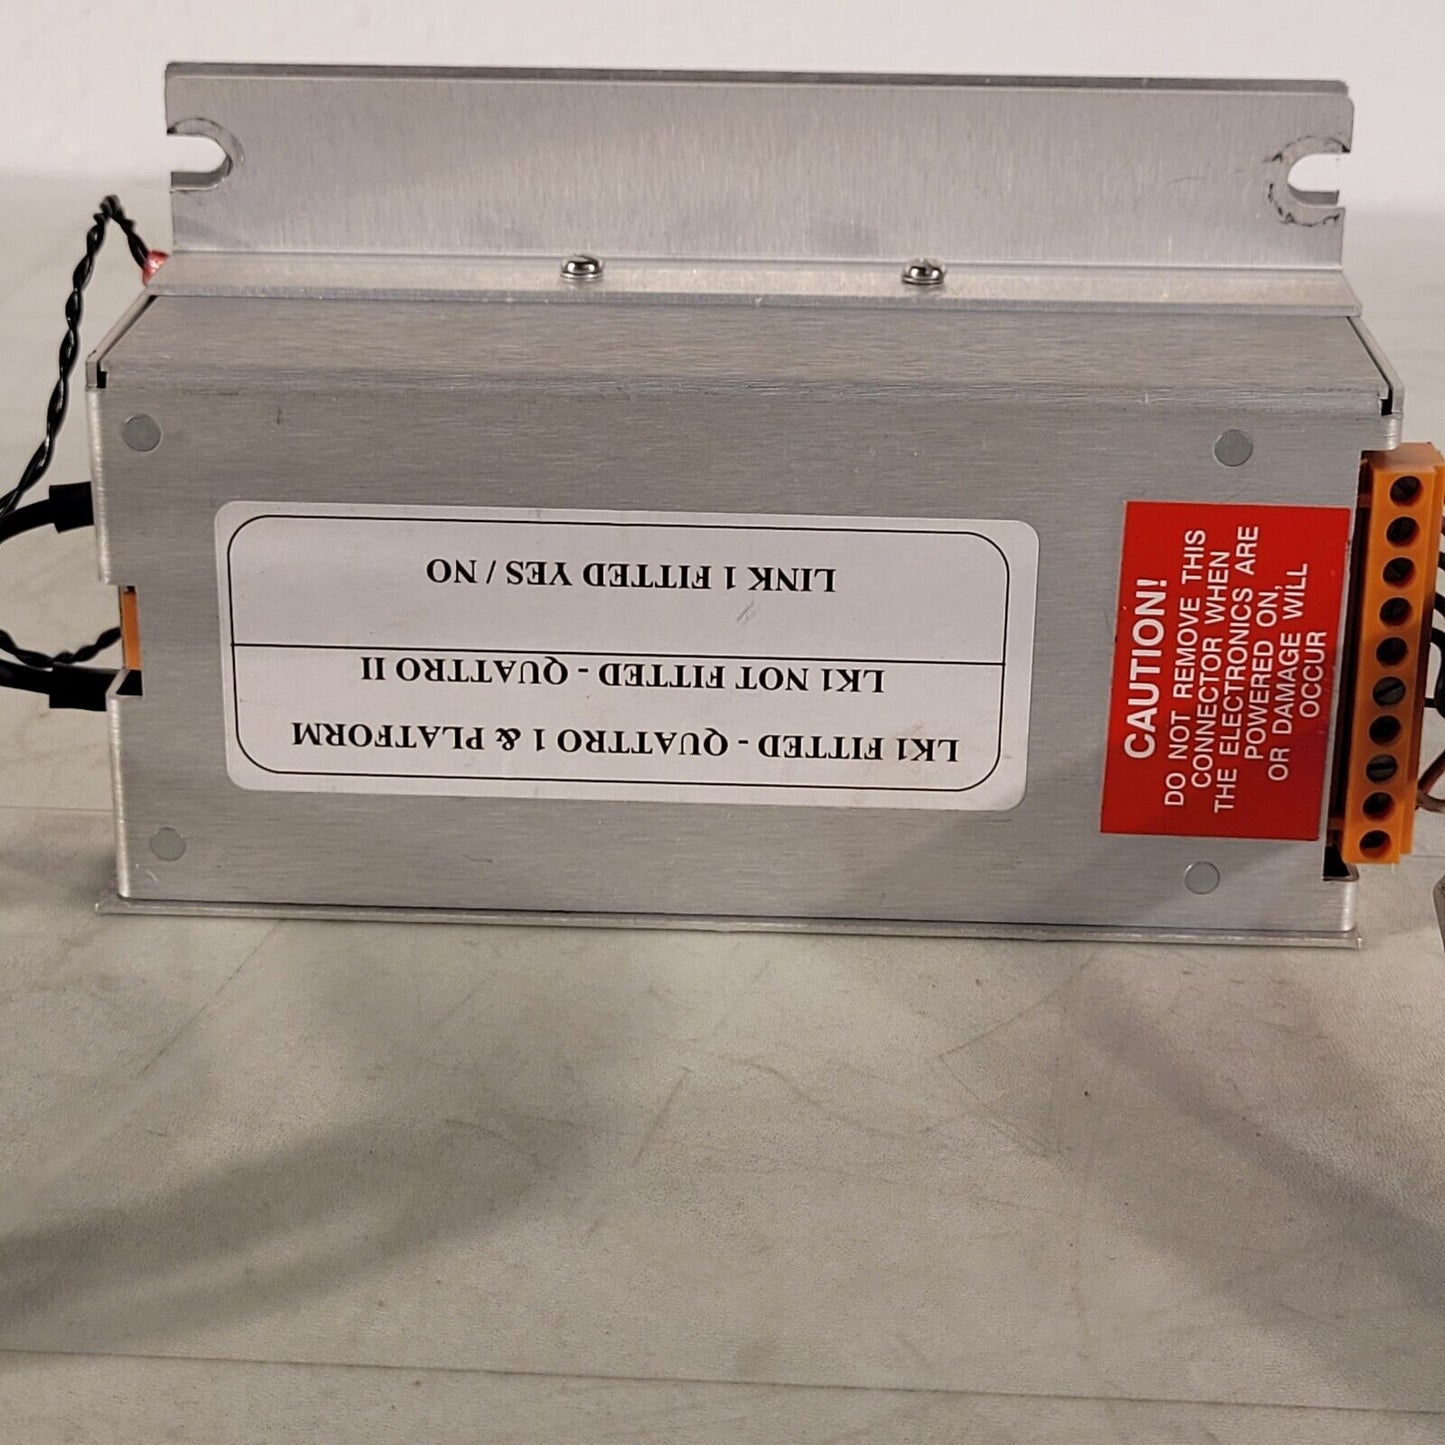 LK1 FITTED - QUATTRO 1 & PLATFORM
LK1 NOT FITTED - QUATTRO II
LINK 1 FITTED YES / NO
CAUTION!
DO NOT REMOVE THIS
CONNECTOR WHEN
THE ELECTRONICS ARE
POWERED ON,
OR DAMAGE WILL
OCCUR